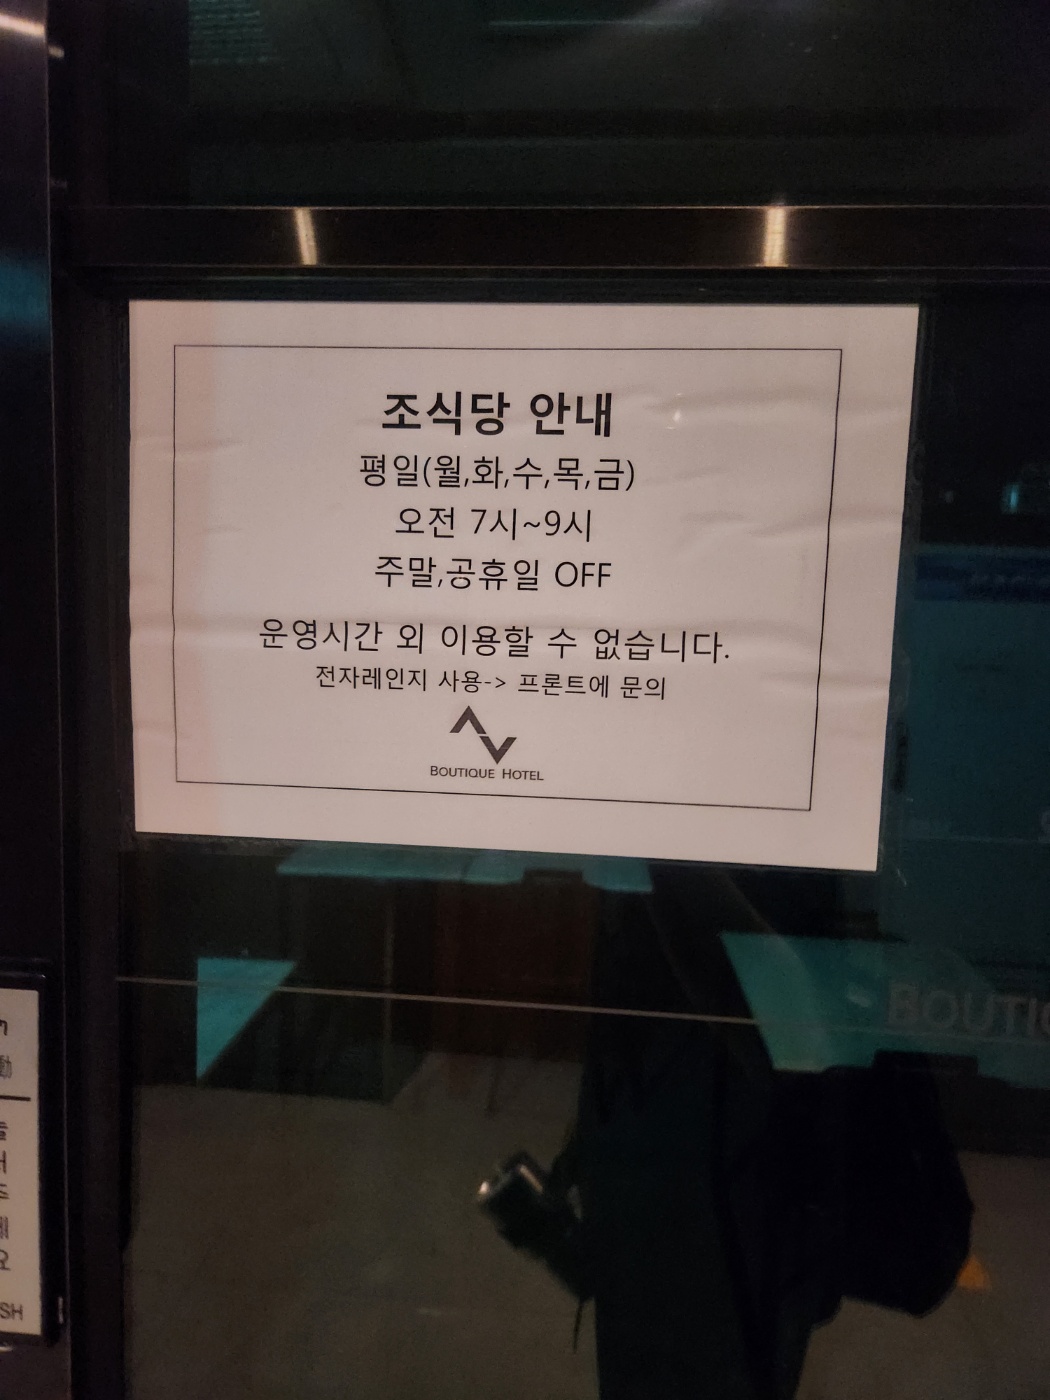 조식당 안내
평일(월,화,수,목,금)
오전 7시~9시
주말,공휴일 OFF
운영시간 외 이용할 수 없습니다.
전자레인지 사용-> 프론트에 문의
BOUTIQUE HOTEL
動
SH